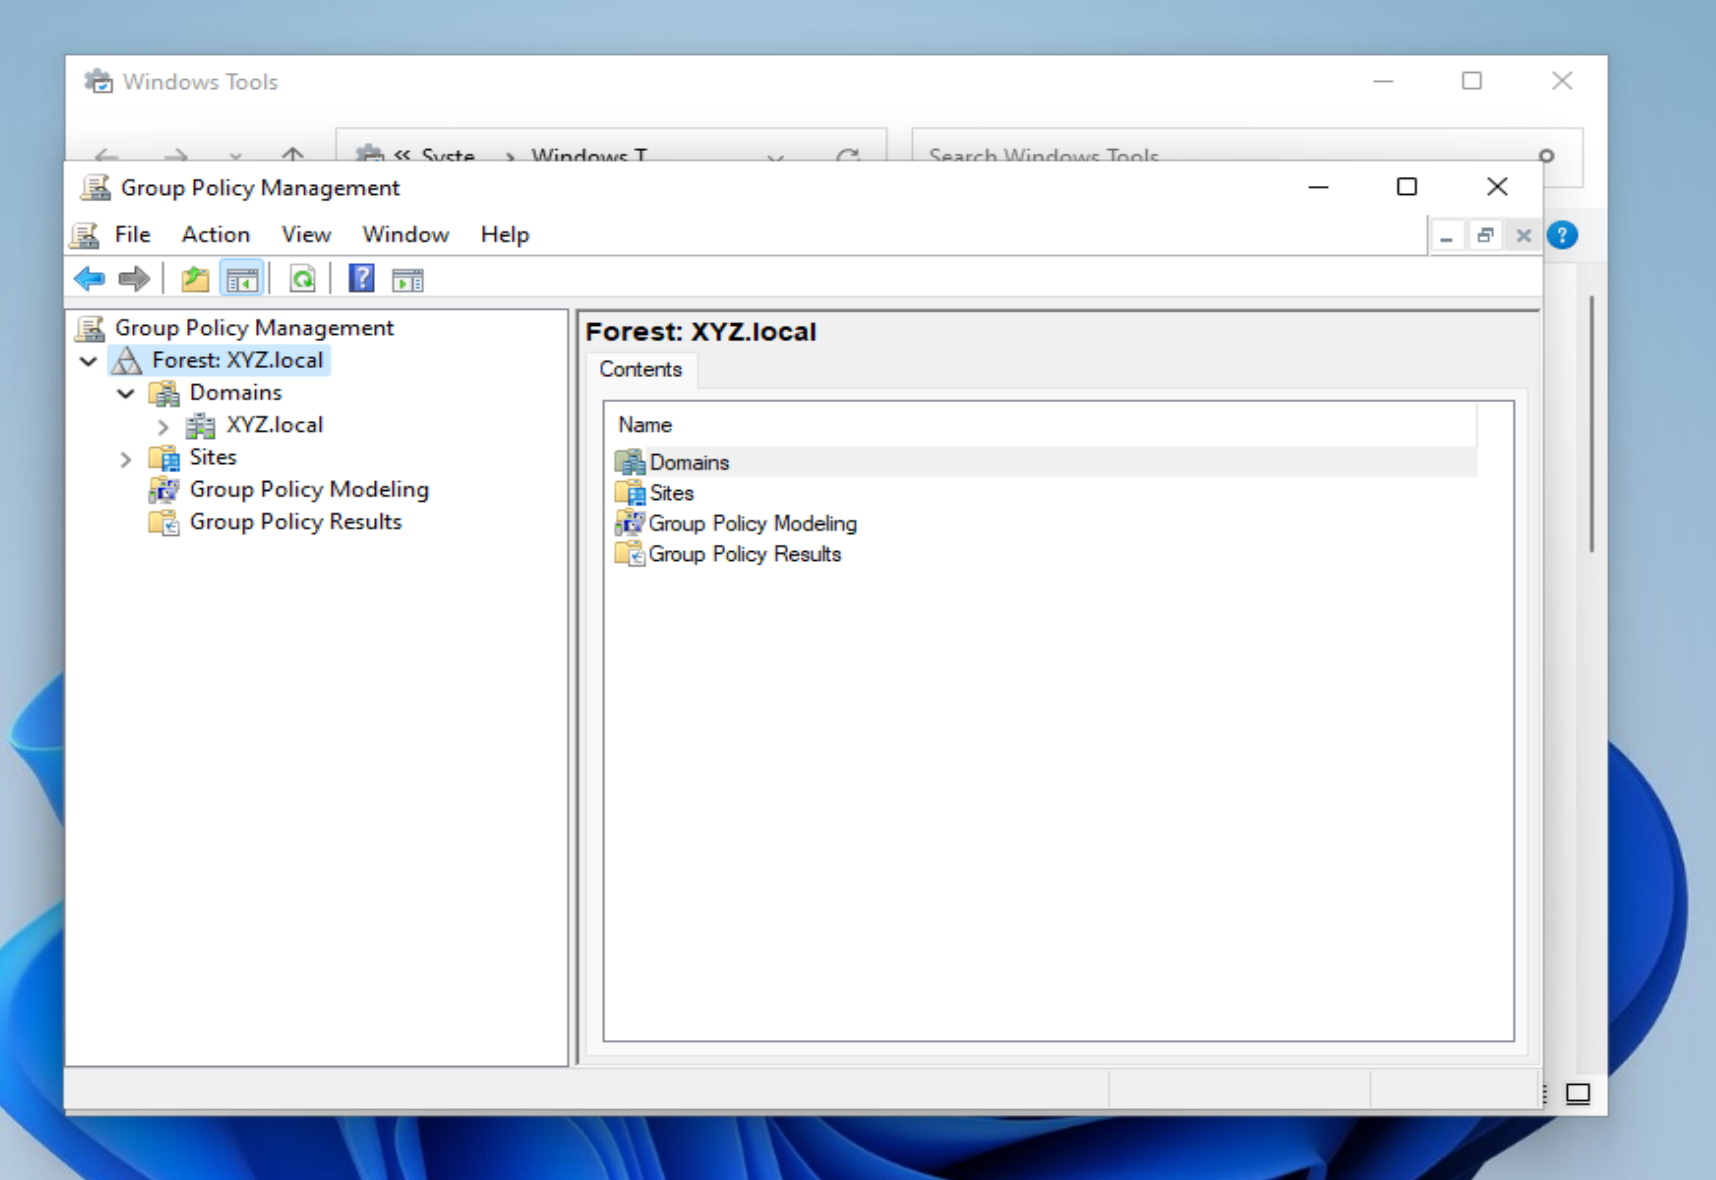 Windows Tools
« Syste > Windows T
Search Windows Tools
Group Policy Management
File Action View Window Help
Group Policy Management
Forest: XYZ.local
Domains
XYZ.local
Sites
Group Policy Modeling
Group Policy Results
Forest: XYZ.local
Contents
Name
Domains
Sites
Group Policy Modeling
Group Policy Results